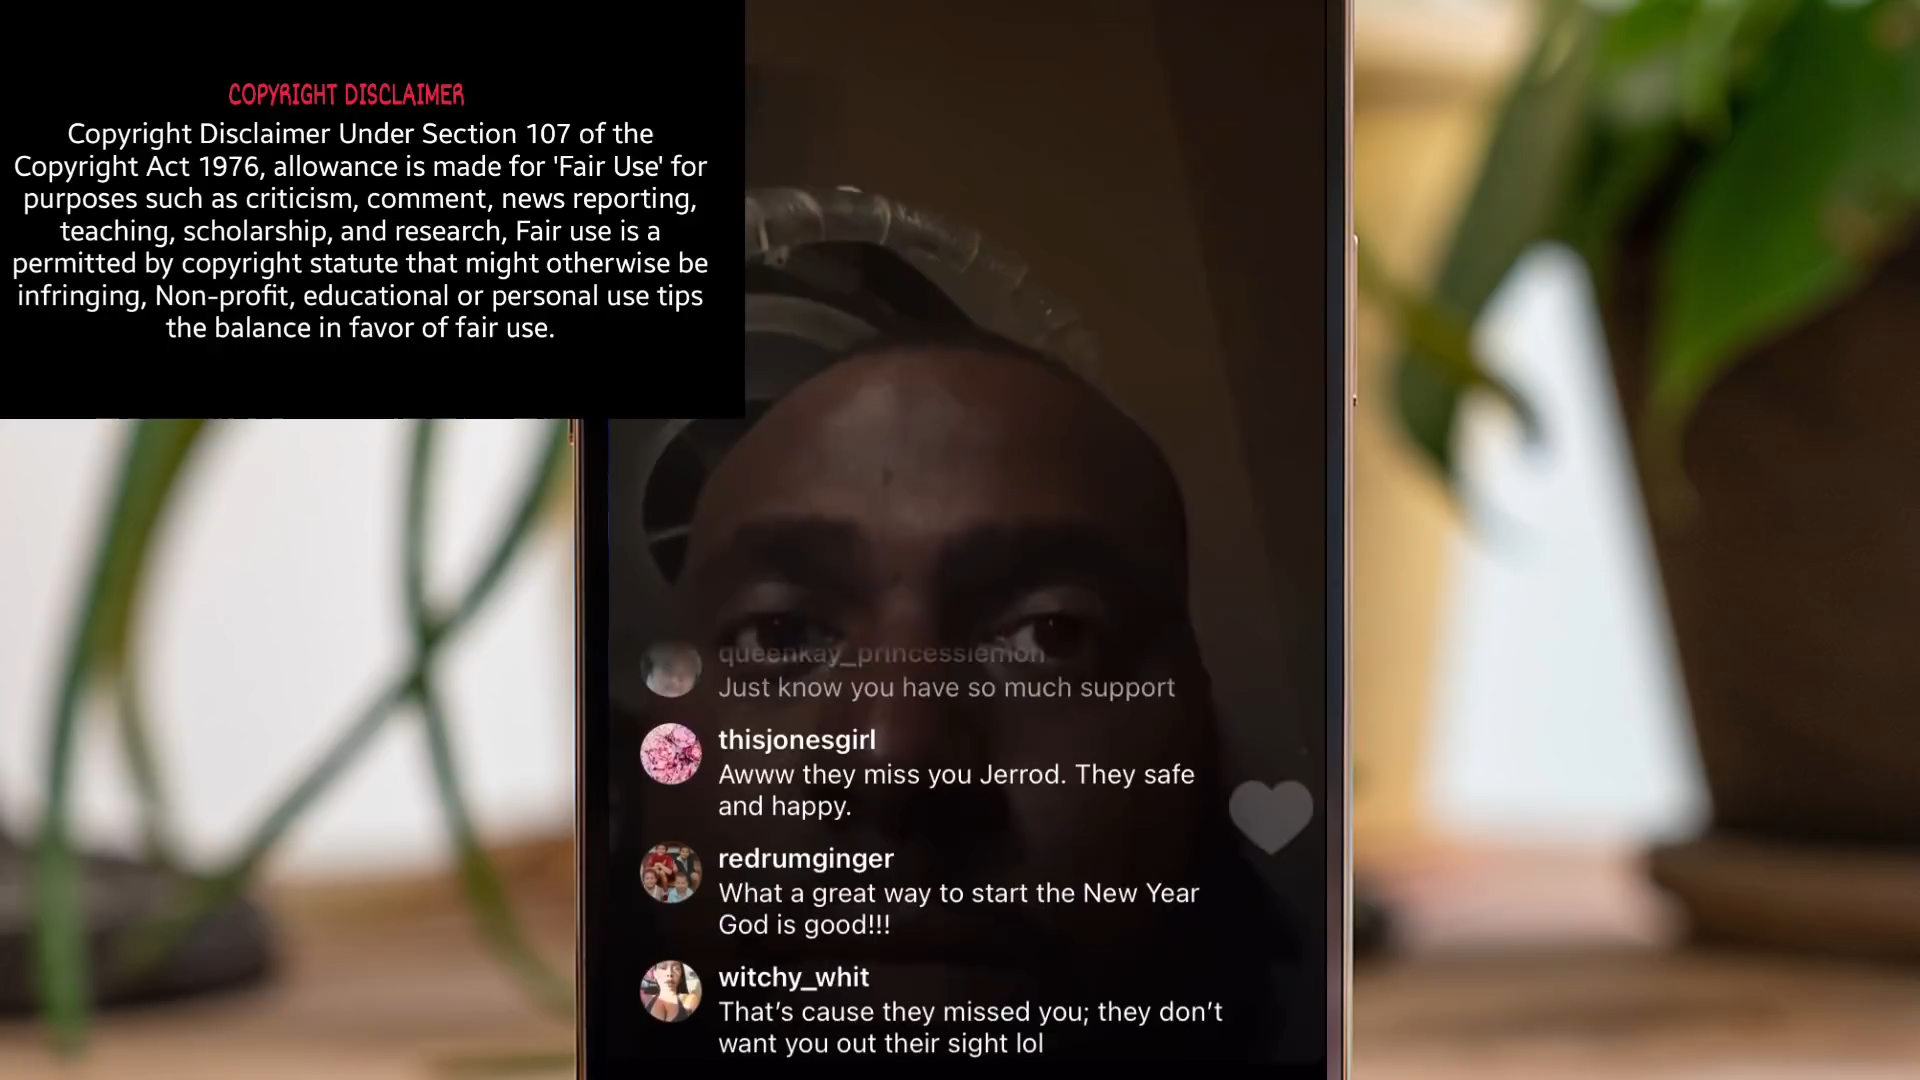 COPYRIGHT DISCLAIMER
Copyright Disclaimer Under Section 107 of the
Copyright Act 1976, allowance is made for 'Fair Use' for
purposes such as criticism, comment, news reporting,
teaching, scholarship, and research, Fair use is a
permitted by copyright statute that might otherwise be
infringing, Non-profit, educational or personal use tips
the balance in favor of fair use.
queenkay_princesslemon
Just know you have so much support
thisjonesgirl
Awww they miss you Jerrod. They safe
and happy.
redrumginger
What a great way to start the New Year
God is good!!!
witchy_whit
That’s cause they missed you; they don’t
want you out their sight lol